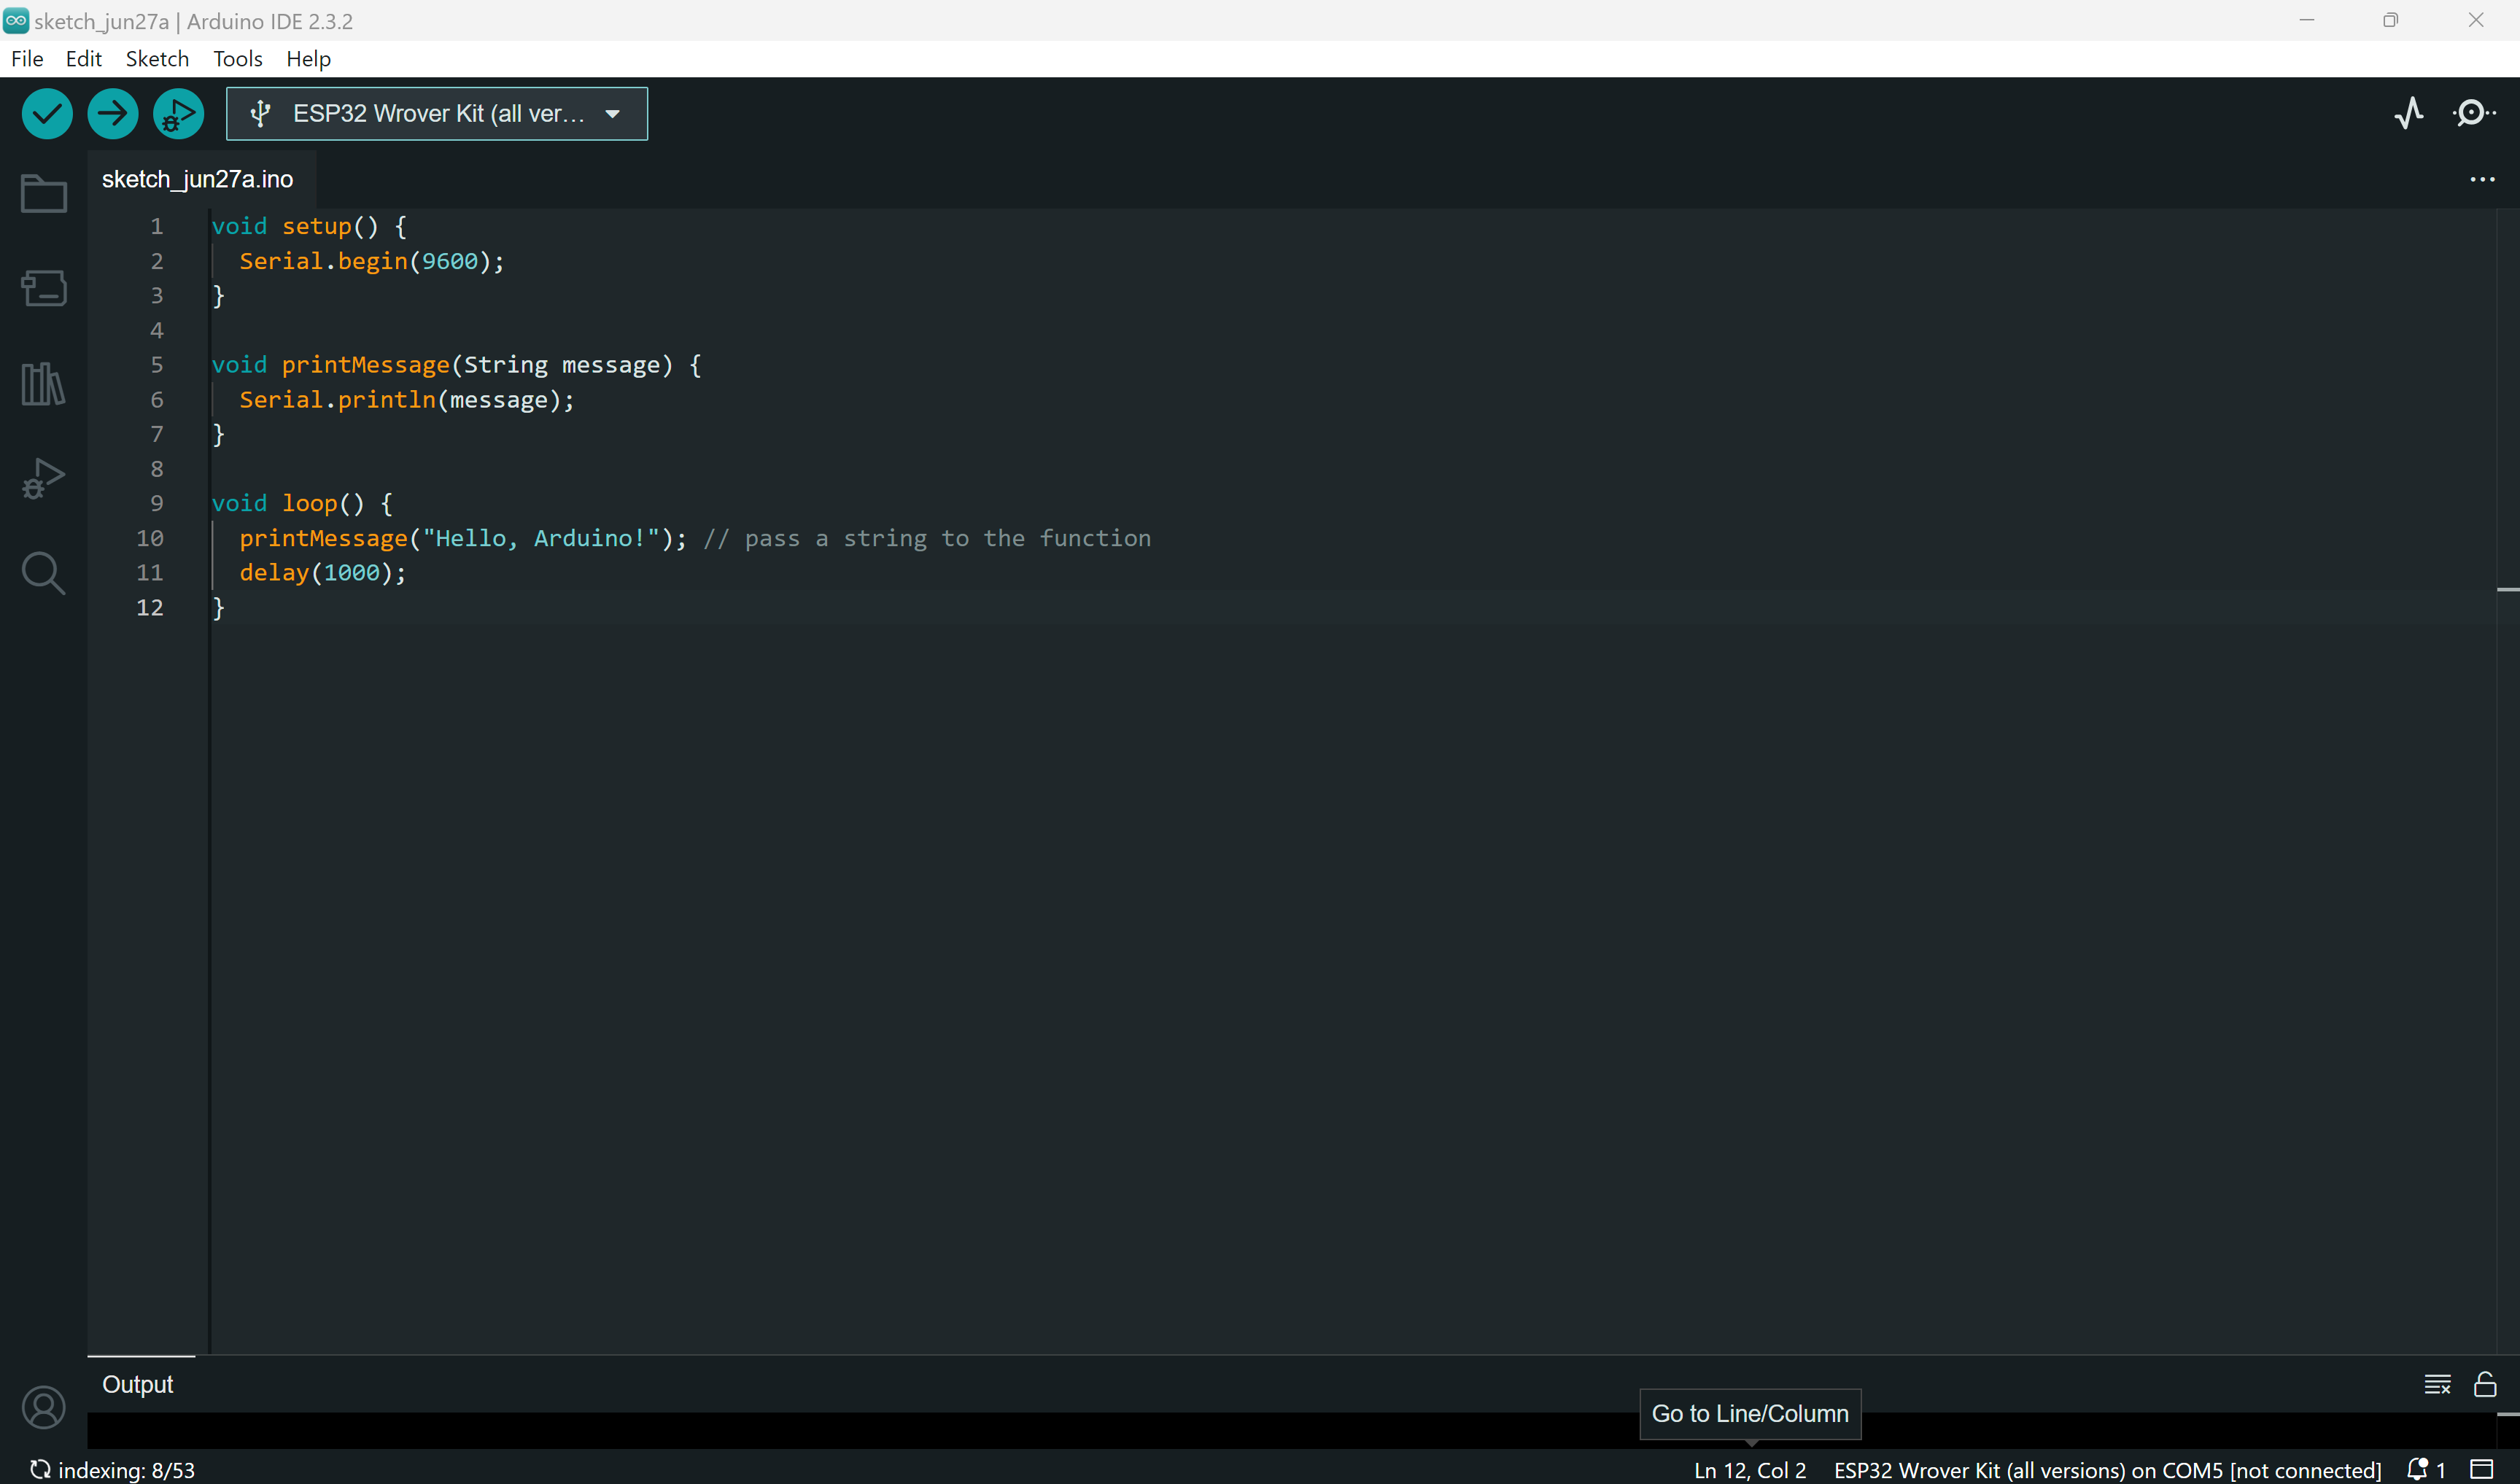 sketch_jun27a | Arduino IDE 2.3.2
File Edit Sketch Tools Help
ESP32 Wrover Kit (all ver...
sketch_jun27a.ino
1 void setup() {
2 Serial.begin(9600);
3 }
4
5 void printMessage(String message) {
6 Serial.println(message);
7 }
8
9 void loop() {
10 printMessage("Hello, Arduino!"); // pass a string to the function
11 delay(1000);
12 }
Output
Go to Line/Column
indexing: 8/53 Ln 12, Col 2 ESP32 Wrover Kit (all versions) on COM5 [not connected] 1